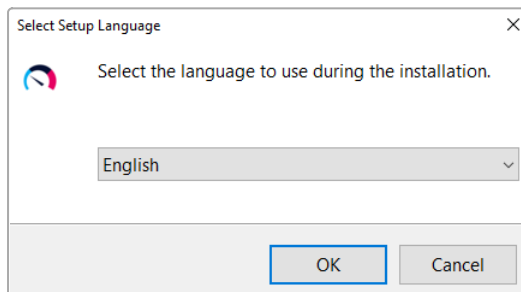 Select Setup Language
Select the language to use during the installation.
English
OK
Cancel